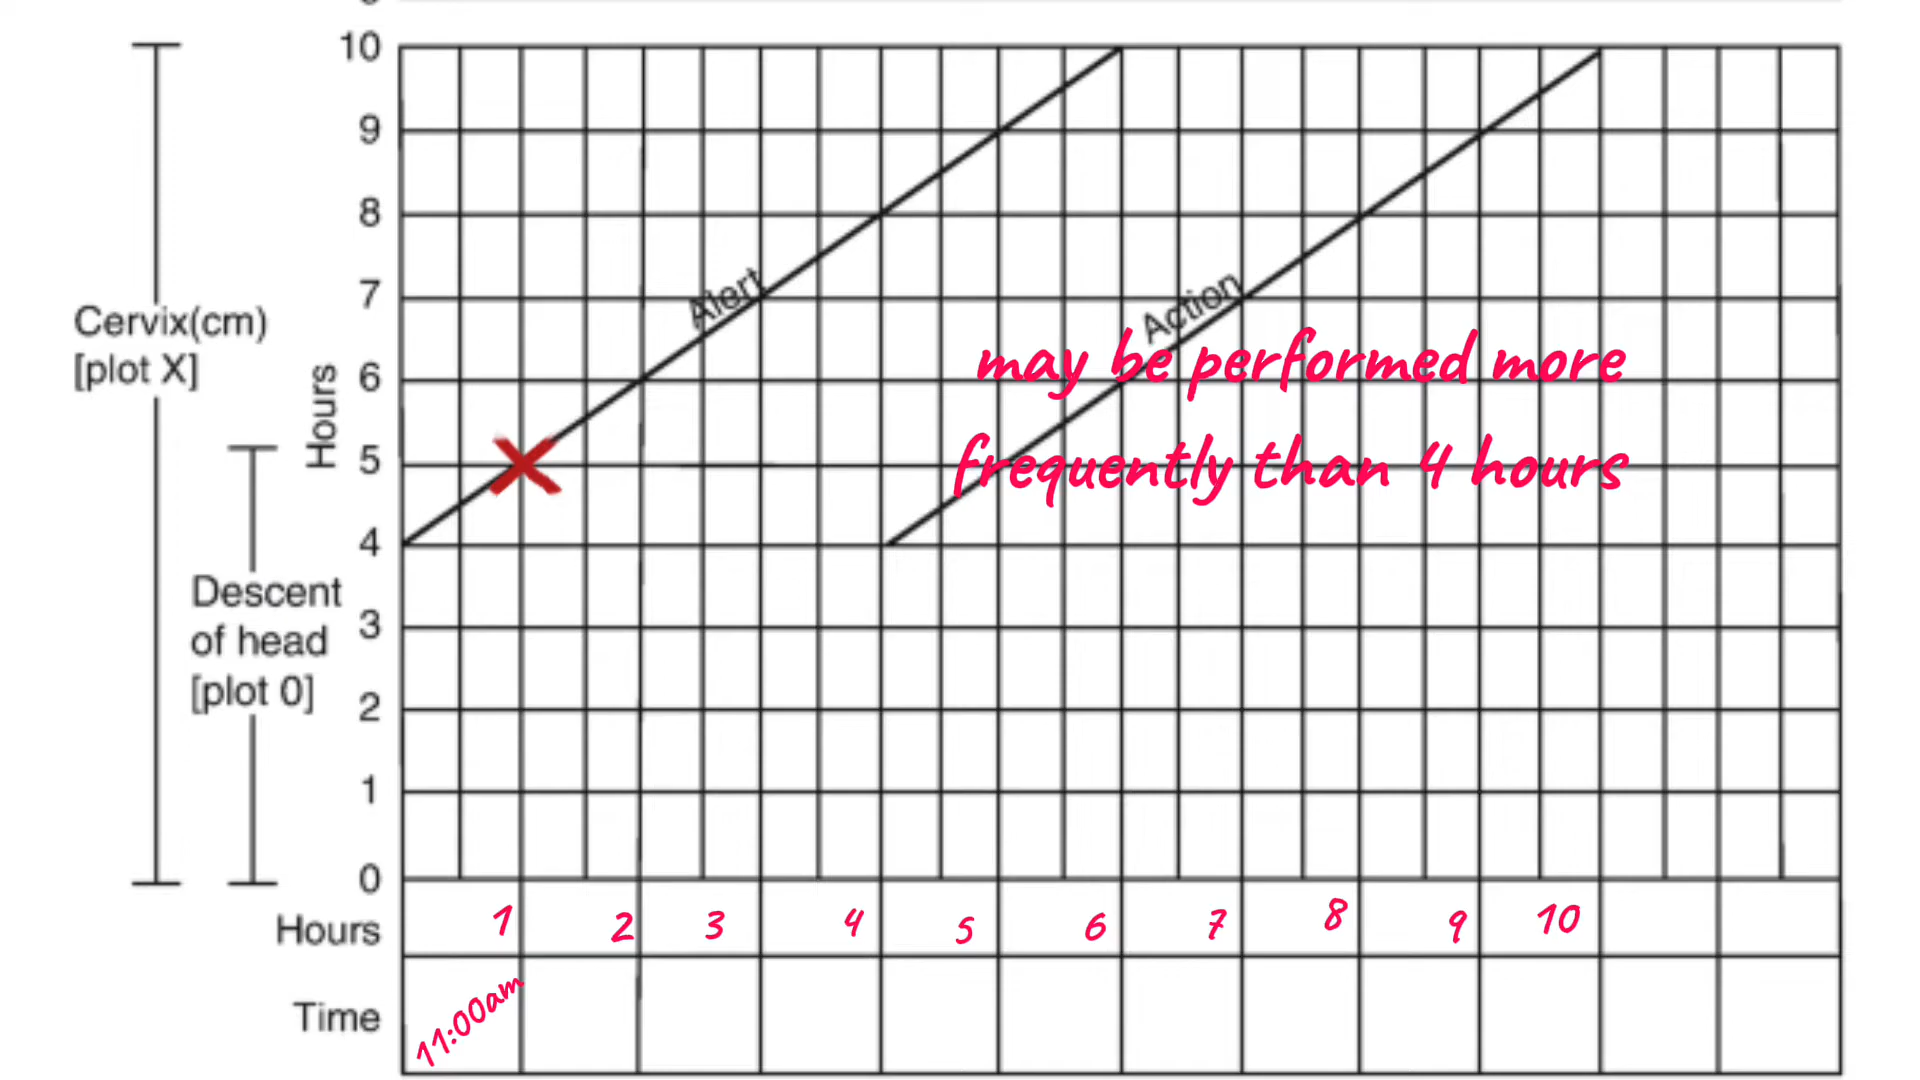 10
9
8
7
6
5
4
3
2
1
0
Cervix(cm)
[plot X]
Hours
Descent
of head
[plot 0]
Alert
Action
may be performed more
frequently than 4 hours
Hours 1 2 3 4 5 6 7 8 9 10
Time 11:00am